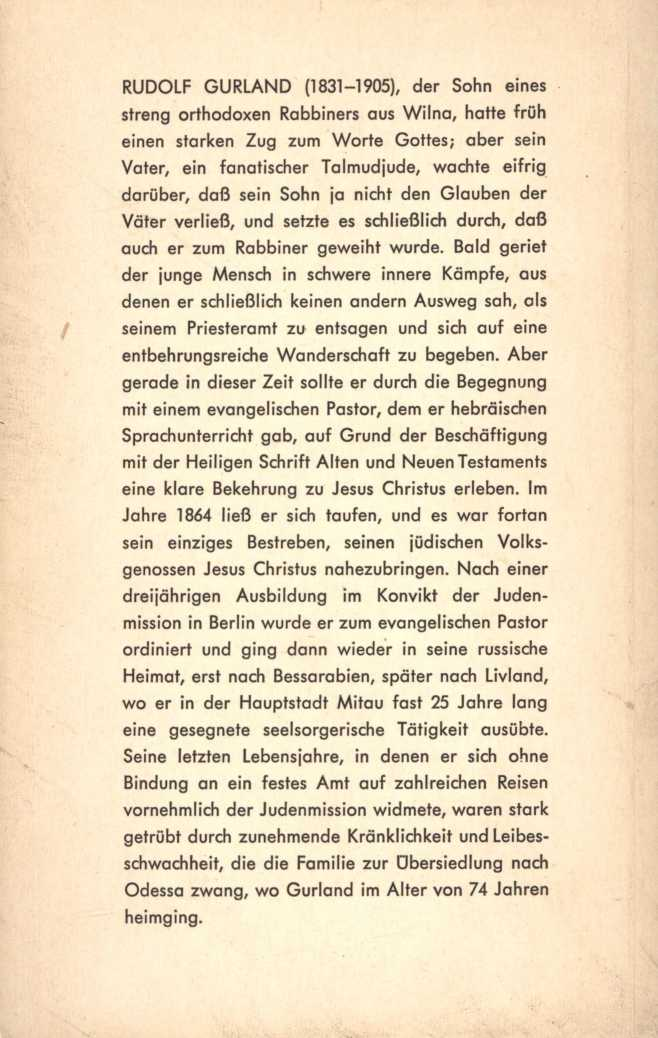 RUDOLF GURLAND (1831–1905), der Sohn eines
streng orthodoxen Rabbiners aus Wilna, hatte früh
einen starken Zug zum Worte Gottes; aber sein
Vater, ein fanatischer Talmudjude, wachte eifrig
darüber, daß sein Sohn ja nicht den Glauben der
Väter verließ, und setzte es schließlich durch, daß
auch er zum Rabbiner geweiht wurde. Bald geriet
der junge Mensch in schwere innere Kämpfe, aus
denen er schließlich keinen andern Ausweg sah, als
seinem Priesteramt zu entsagen und sich auf eine
entbehrungsreiche Wanderschaft zu begeben. Aber
gerade in dieser Zeit sollte er durch die Begegnung
mit einem evangelischen Pastor, dem er hebräischen
Sprachunterricht gab, auf Grund der Beschäftigung
mit der Heiligen Schrift Alten und Neuen Testaments
eine klare Bekehrung zu Jesus Christus erleben. Im
Jahre 1864 ließ er sich taufen, und es war fortan
sein einziges Bestreben, seinen jüdischen Volks-
genossen Jesus Christus nahezubringen. Nach einer
dreijährigen Ausbildung im Konvikt der Juden-
mission in Berlin wurde er zum evangelischen Pastor
ordiniert und ging dann wieder in seine russische
Heimat, erst nach Bessarabien, später nach Livland,
wo er in der Hauptstadt Mitau fast 25 Jahre lang
eine gesegnete seelsorgerische Tätigkeit ausübte.
Seine letzten Lebensjahre, in denen er sich ohne
Bindung an ein festes Amt auf zahlreichen Reisen
vornehmlich der Judenmission widmete, waren stark
getrübt durch zunehmende Kränklichkeit und Leibes-
schwachheit, die die Familie zur Übersiedlung nach
Odessa zwang, wo Gurland im Alter von 74 Jahren
heimging.